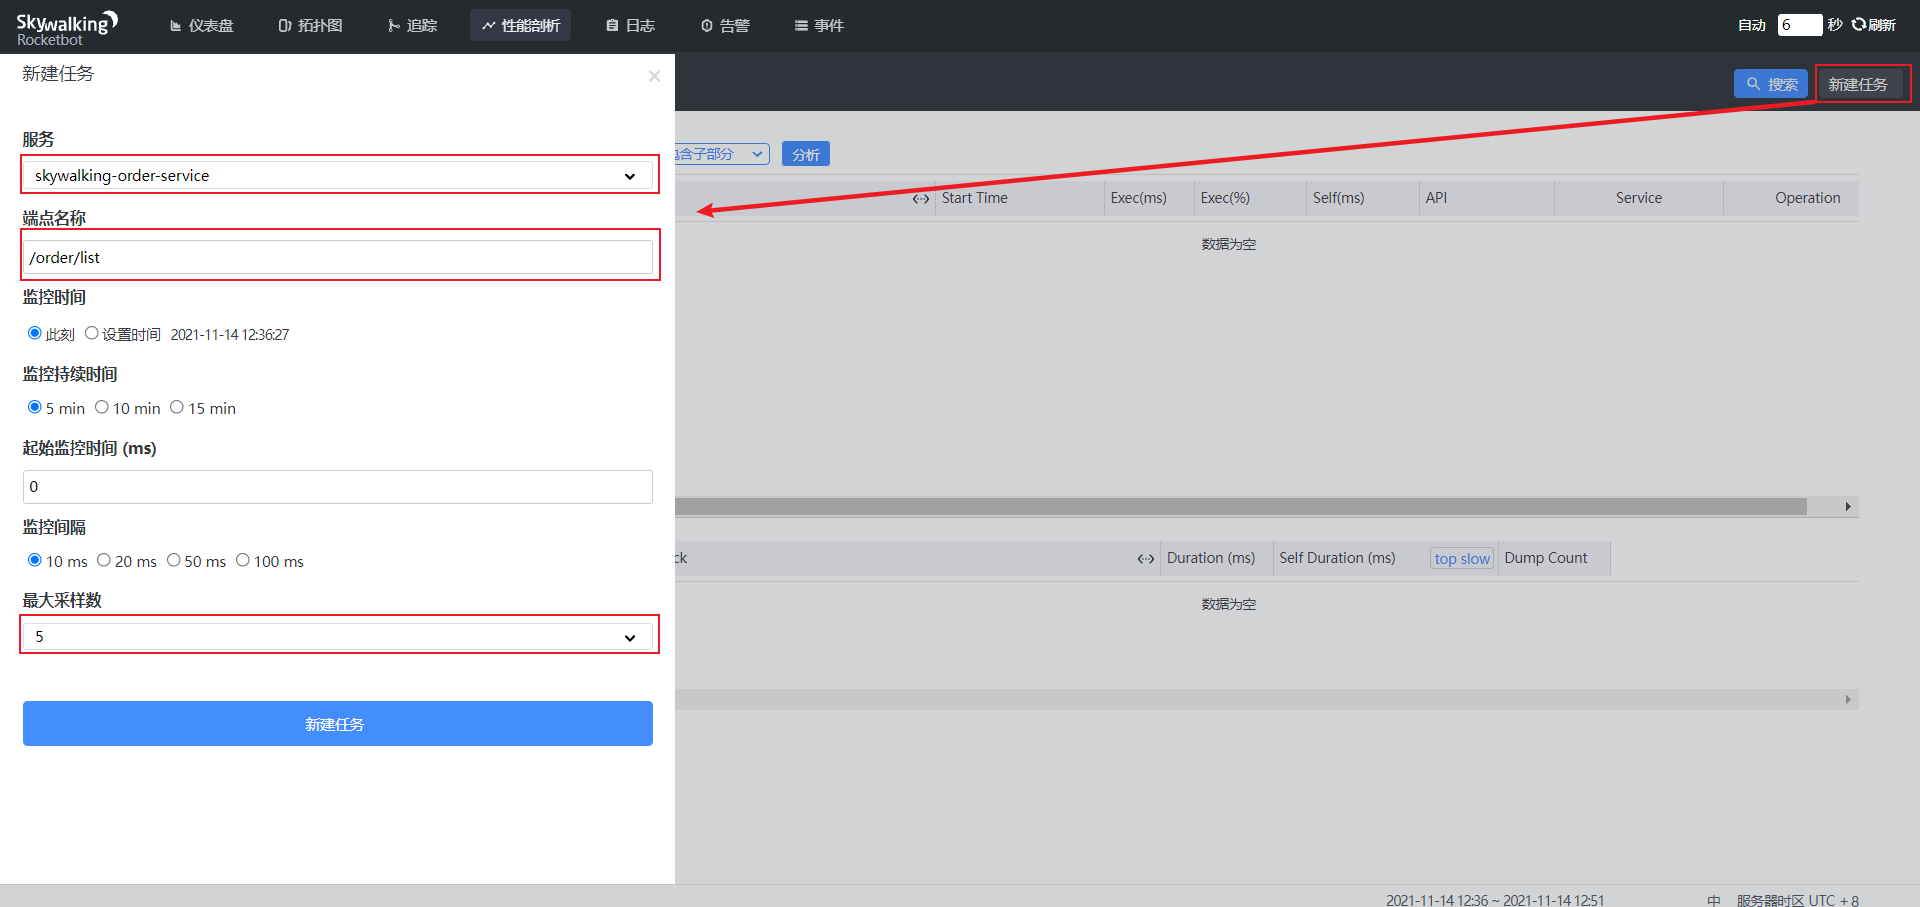 Skywalking
Rocketbot
仪表盘
拓扑图
追踪
性能剖析
日志
告警
事件
自动 6 秒 刷新
搜索
新建任务
新建任务
服务
skywalking-order-service
端点名称
/order/list
监控时间
此刻 设置时间 2021-11-14 12:36:27
监控持续时间
5 min 10 min 15 min
起始监控时间 (ms)
0
监控间隔
10 ms 20 ms 50 ms 100 ms
最大采样数
5
新建任务
含子部分
分析
Start Time Exec(ms) Exec(%) Self(ms) API Service Operation
数据为空
ck Duration (ms) Self Duration (ms) top slow Dump Count
数据为空
2021-11-14 12:36 ~ 2021-11-14 12:51 中 服务器时区 UTC + 8